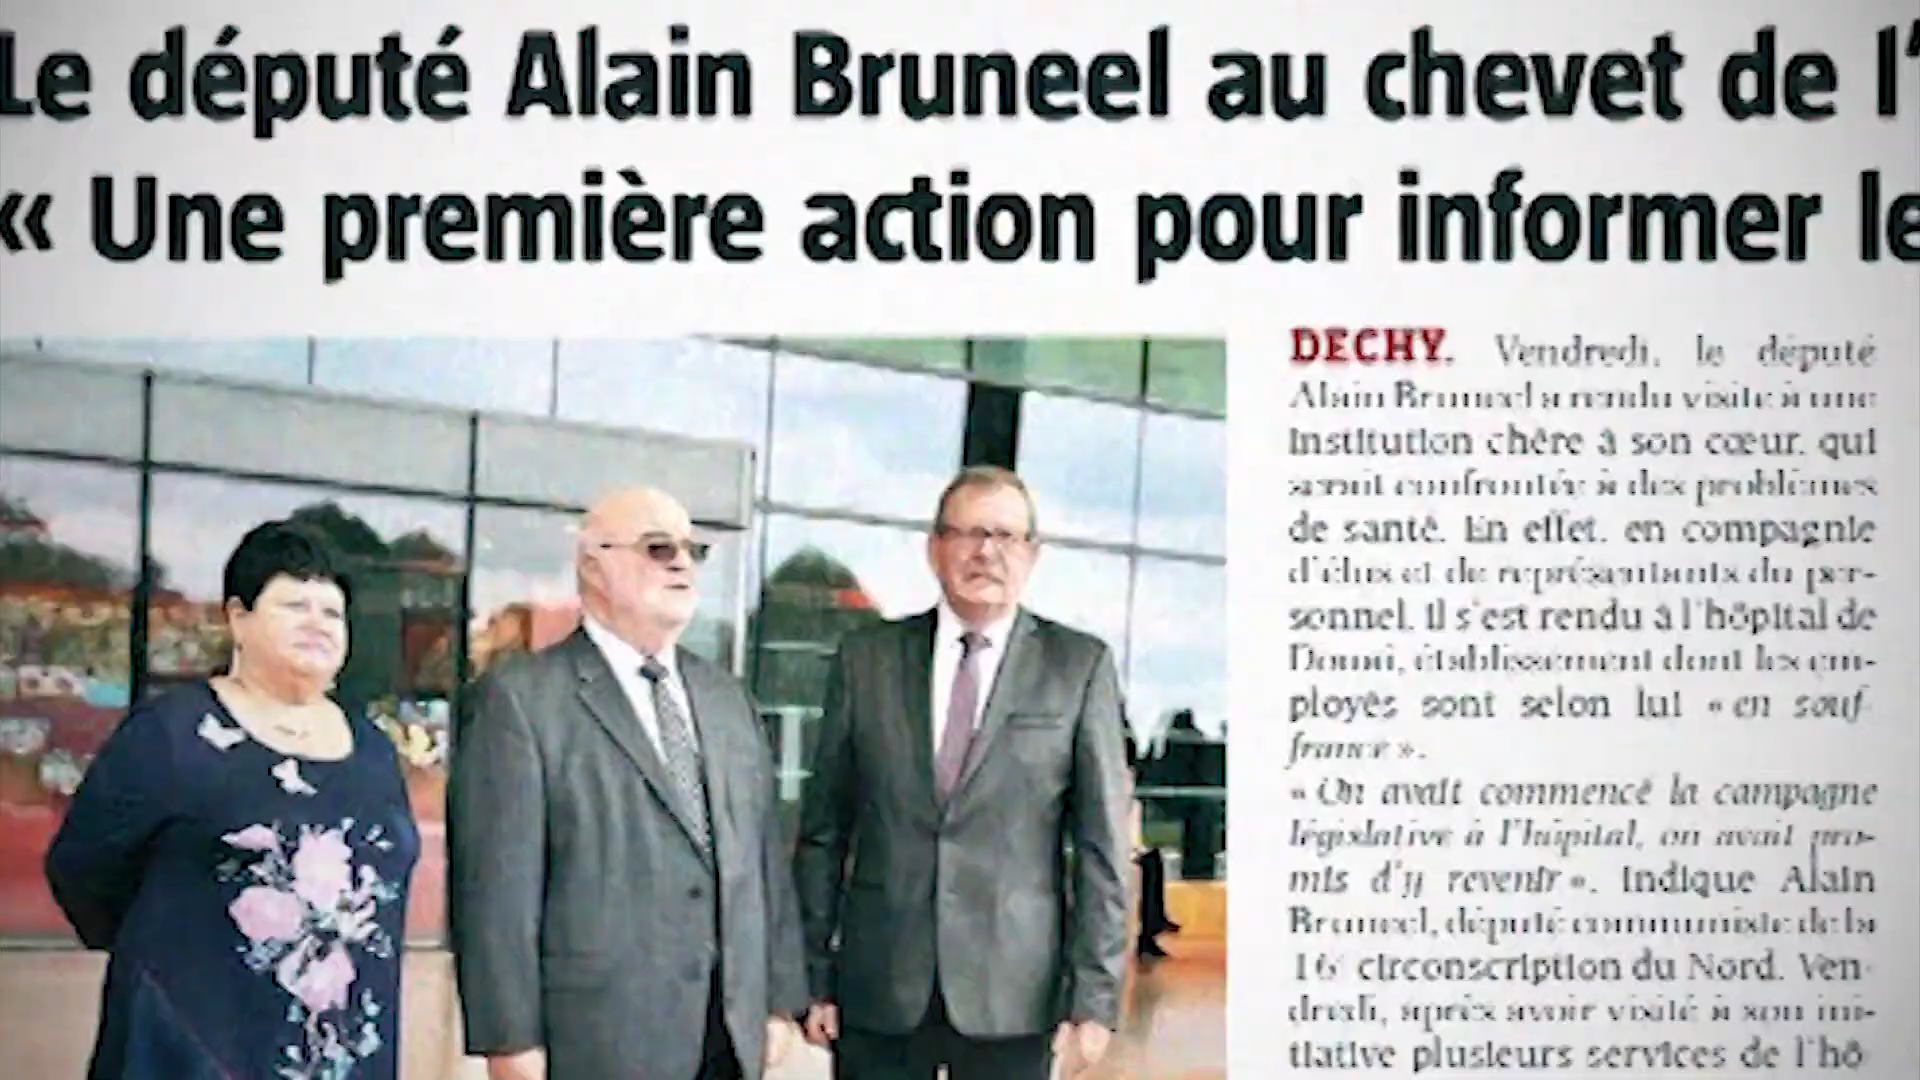 Le député Alain Bruneel au chevet de l'
« Une première action pour informer le
DECHY. Vendredi, le député
Alain Bruneel a rendu visite à une
institution chère à son cœur, qui
serait confrontée à des problèmes
de santé. En effet, en compagnie
d'élus et de représentants du per-
sonnel, il s'est rendu à l'hôpital de
Douai, établissement dont les em-
ployés sont selon lui « en souf-
france ».
« On avait commencé la campagne
législative à l'hôpital, on avait pro-
mis d'y revenir », indique Alain
Bruneel, député communiste de la
16e circonscription du Nord. Ven-
dredi, après avoir visité à son ini-
tiative plusieurs services de l'hô-